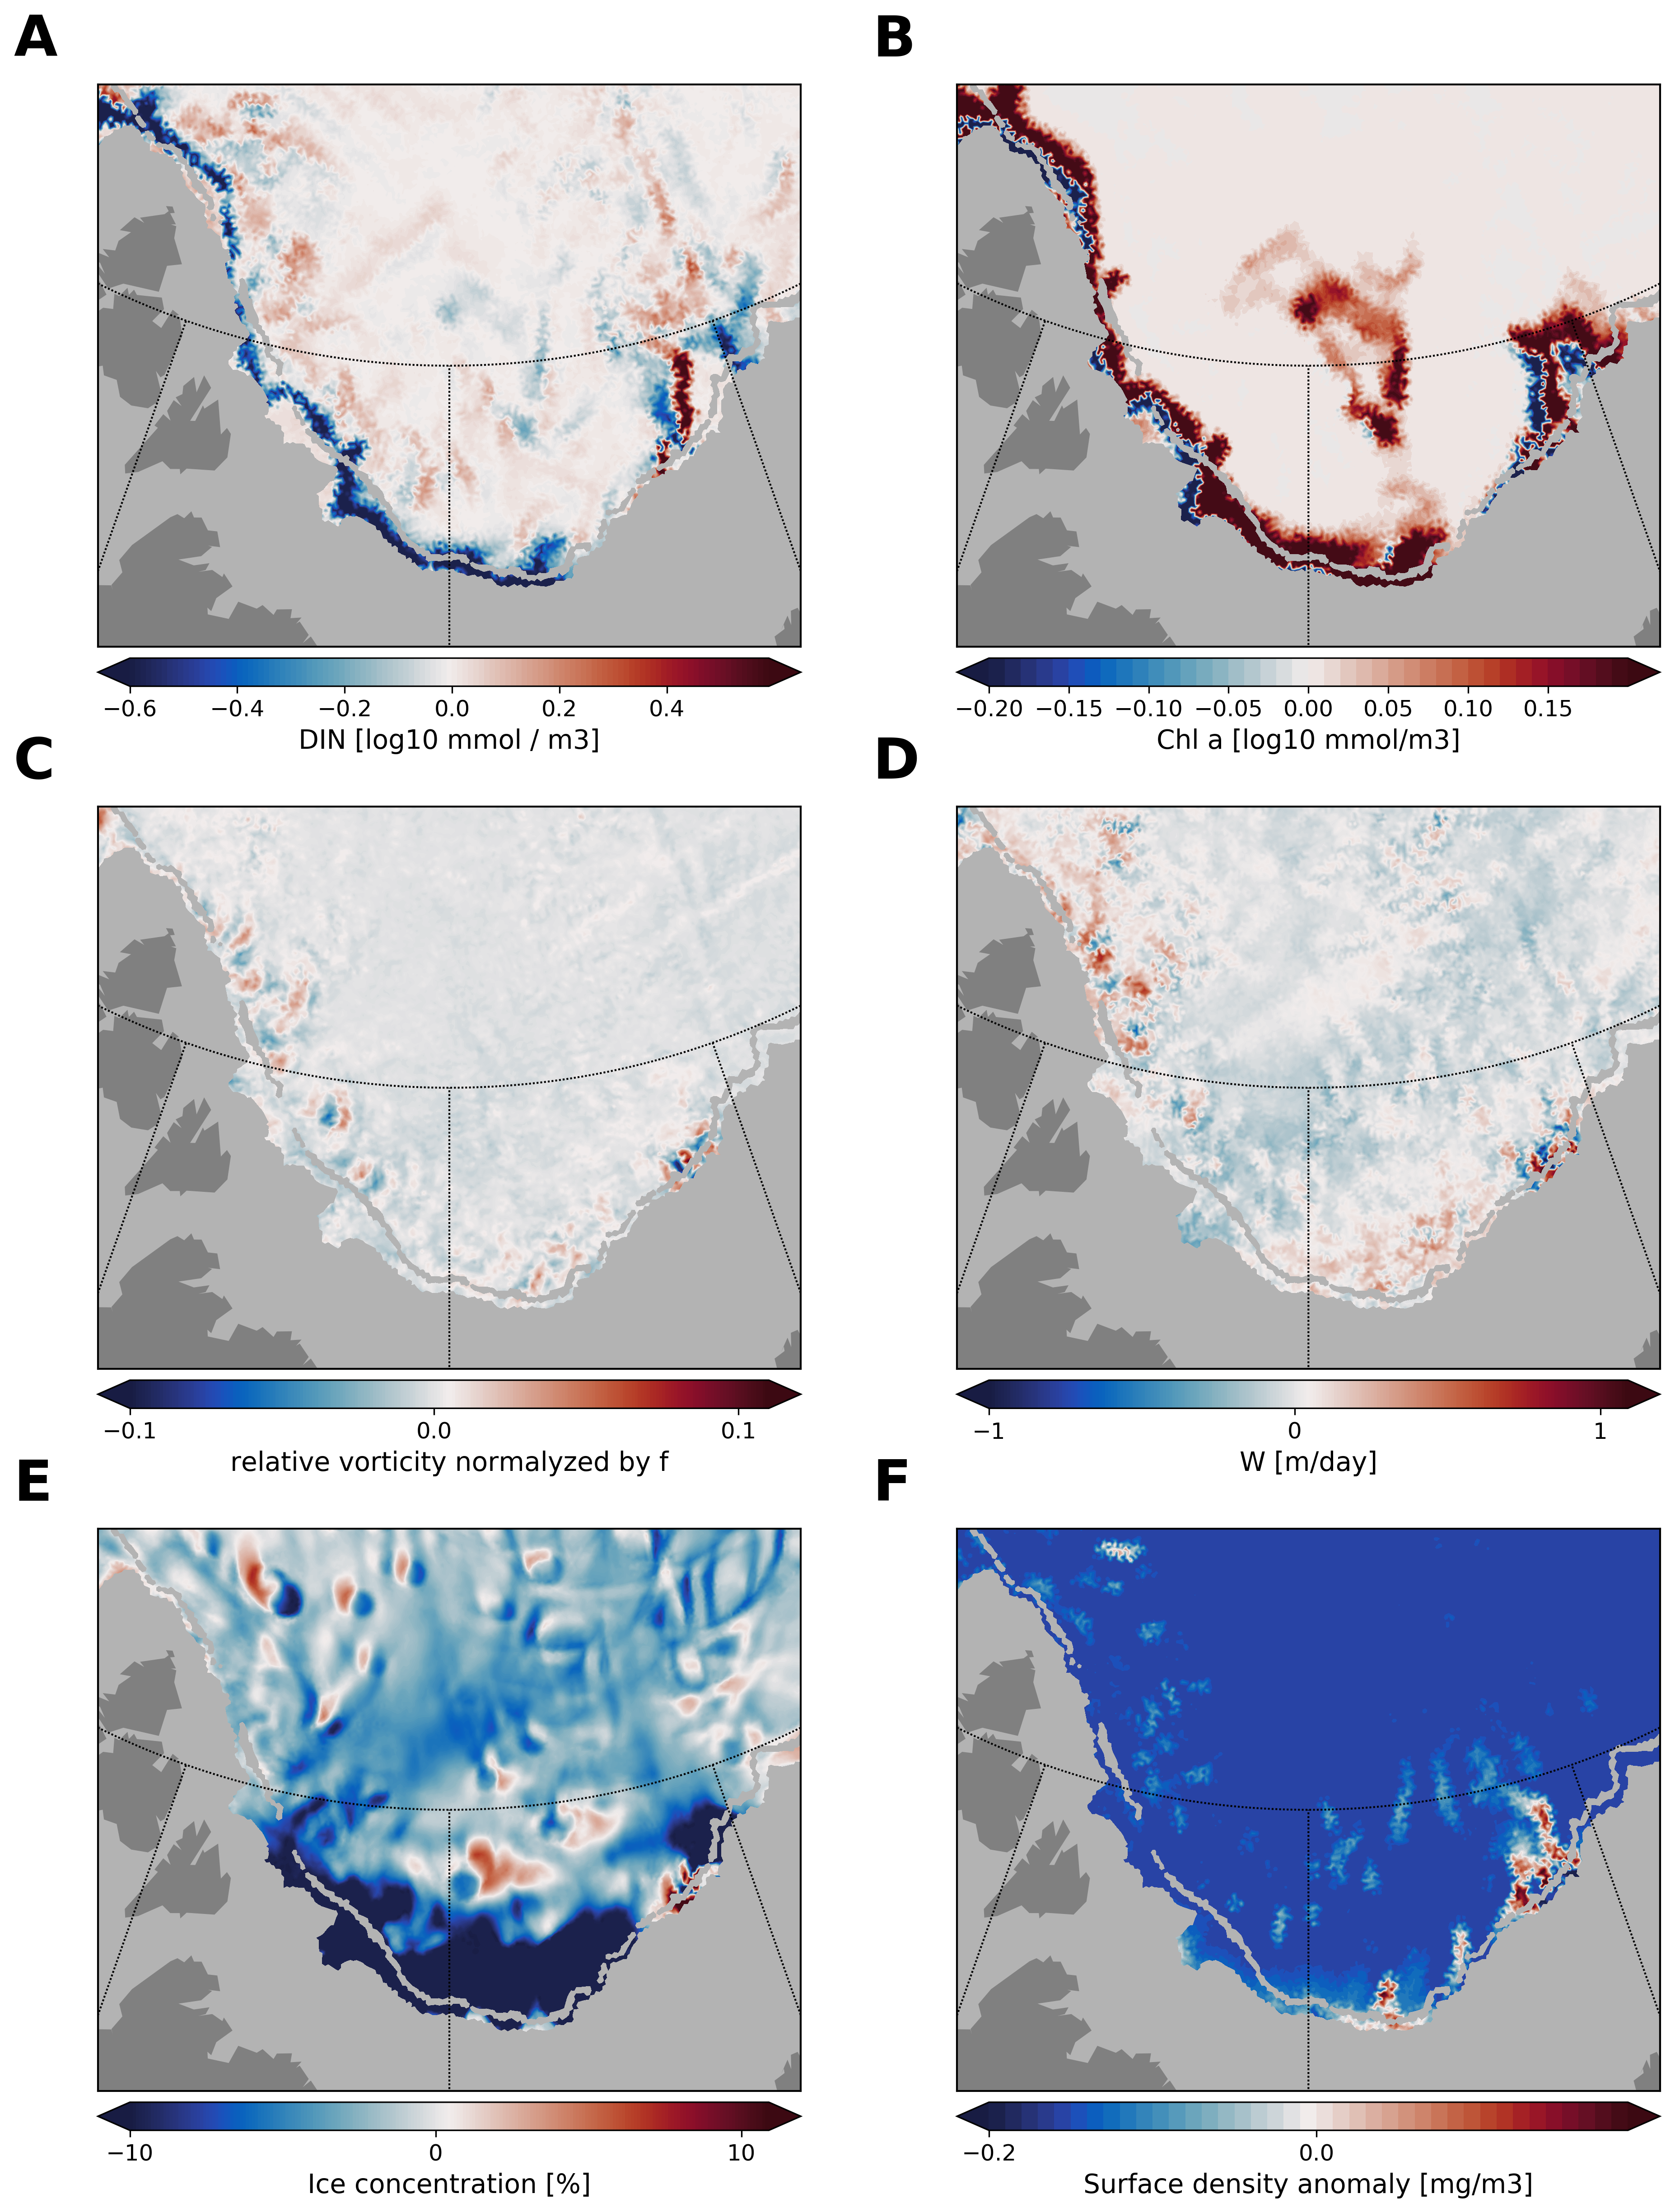 A
B
−0.6 −0.4 −0.2 0.0 0.2 0.4
DIN [log10 mmol / m3]
−0.20 −0.15 −0.10 −0.05 0.00 0.05 0.10 0.15
Chl a [log10 mmol/m3]
C
D
−0.1 0.0 0.1
relative vorticity normalyzed by f
−1 0 1
W [m/day]
E
F
−10 0 10
Ice concentration [%]
−0.2 0.0
Surface density anomaly [mg/m3]